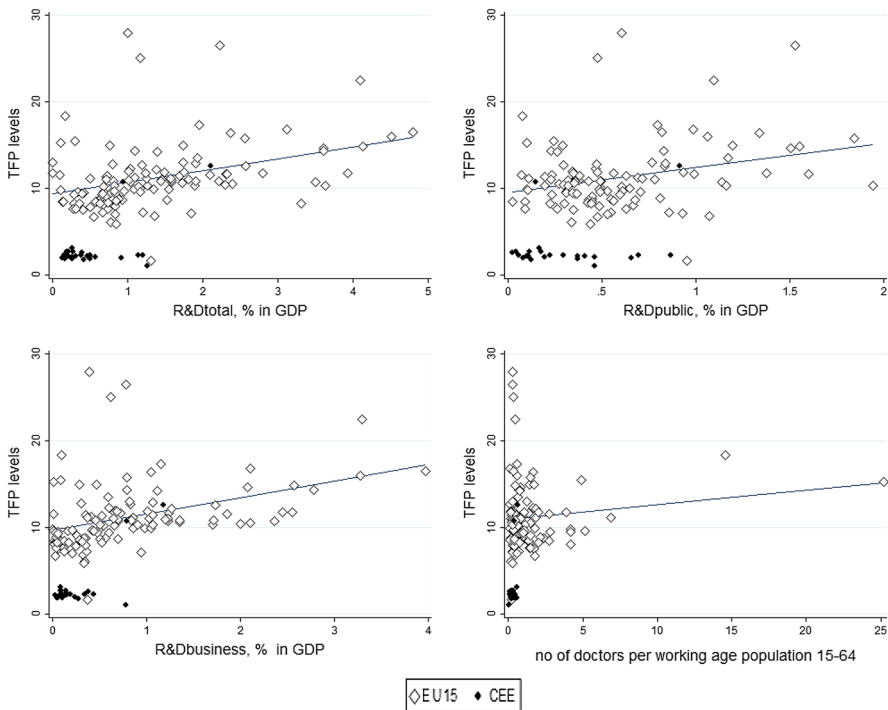 30
20
10
0
TFP levels
0 1 2 3 4 5
R&Dtotal, % in GDP
30
20
10
0
TFP levels
0 .5 1 1.5 2
R&Dpublic, % in GDP
30
20
10
0
TFP levels
0 1 2 3 4
R&Dbusiness, % in GDP
30
20
10
0
TFP levels
0 5 10 15 20 25
no of doctors per working age population 15-64
EU15 CEE